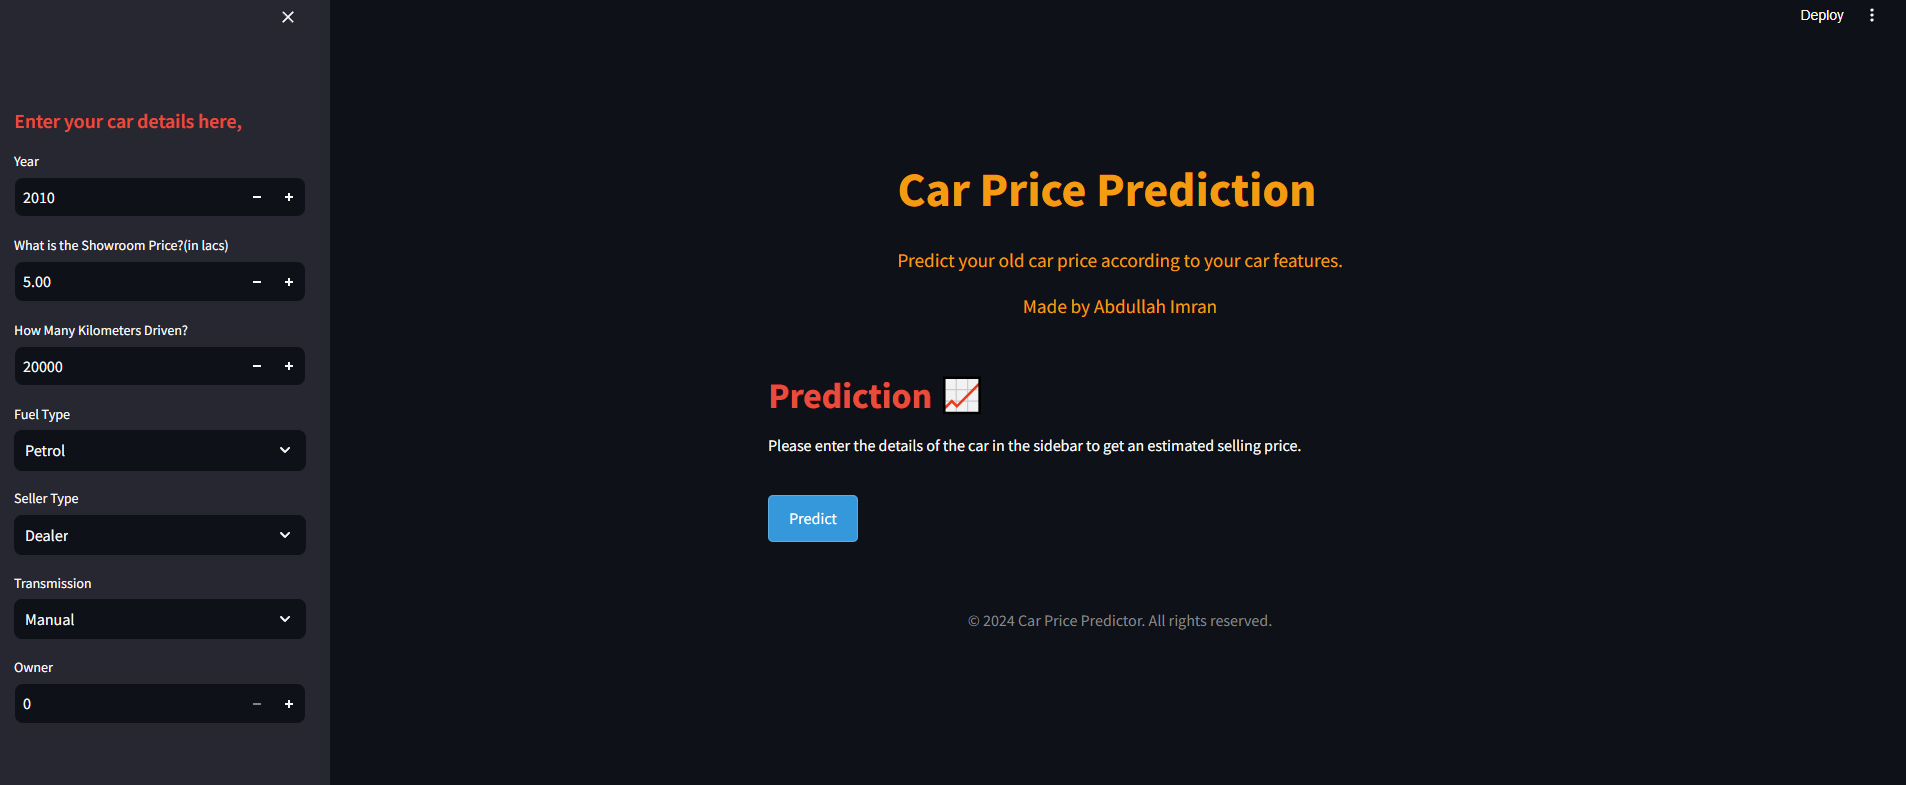 Deploy
Enter your car details here,
Year
2010
What is the Showroom Price?(in lacs)
5.00
How Many Kilometers Driven?
20000
Fuel Type
Petrol
Seller Type
Dealer
Transmission
Manual
Owner
0
Car Price Prediction
Predict your old car price according to your car features.
Made by Abdullah Imran
Prediction 📈
Please enter the details of the car in the sidebar to get an estimated selling price.
Predict
© 2024 Car Price Predictor. All rights reserved.